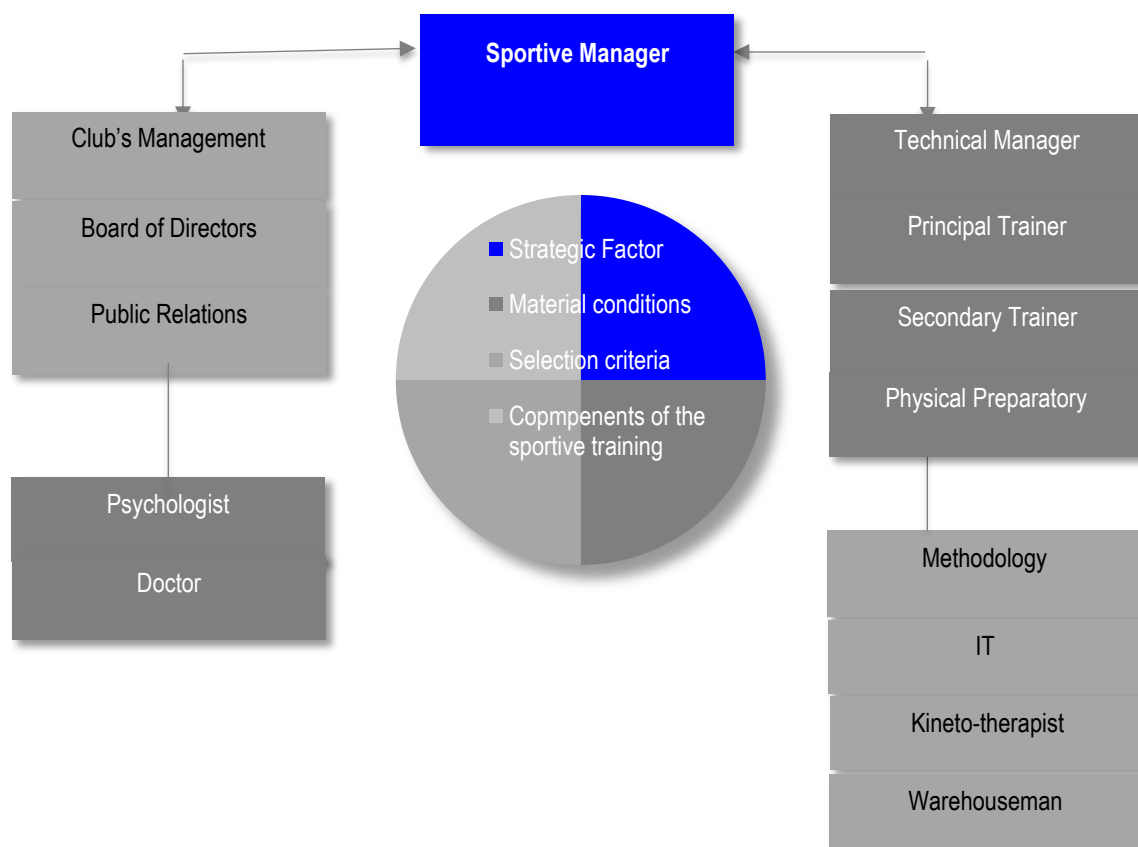 Sportive Manager
Club’s Management
Board of Directors
Public Relations
Psychologist
Doctor
Strategic Factor
Material conditions
Selection criteria
Copmpenents of the
sportive training
Technical Manager
Principal Trainer
Secondary Trainer
Physical Preparatory
Methodology
IT
Kineto-therapist
Warehouseman